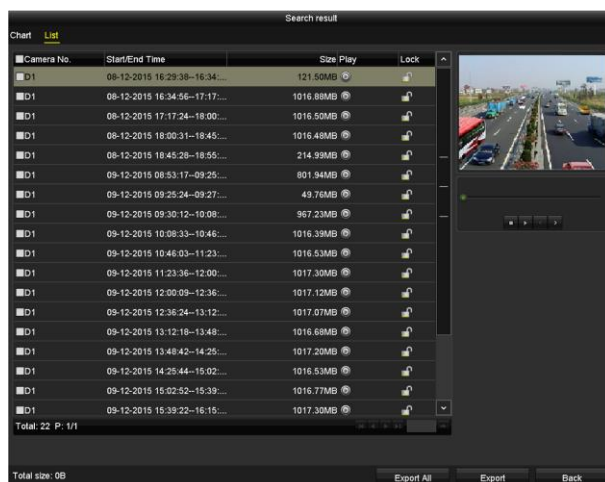 Search result
Chart List
Camera No. Start/End Time Size Play Lock
D1 08-12-2015 16:29:38--16:34:... 121.50MB
D1 08-12-2015 16:34:56--17:17:... 1016.88MB
D1 08-12-2015 17:17:24--18:00:... 1016.50MB
D1 08-12-2015 18:00:31--18:45:... 1016.48MB
D1 08-12-2015 18:45:28--18:55:... 214.99MB
D1 09-12-2015 08:53:17--09:25:... 801.94MB
D1 09-12-2015 09:25:24--09:27:... 49.76MB
D1 09-12-2015 09:30:12--10:08:... 967.23MB
D1 09-12-2015 10:08:33--10:46:... 1016.39MB
D1 09-12-2015 10:46:03--11:23:... 1016.53MB
D1 09-12-2015 11:23:36--12:00:... 1017.30MB
D1 09-12-2015 12:00:09--12:36:... 1017.12MB
D1 09-12-2015 12:36:24--13:12:... 1017.07MB
D1 09-12-2015 13:12:18--13:48:... 1016.68MB
D1 09-12-2015 13:48:42--14:25:... 1017.20MB
D1 09-12-2015 14:25:44--15:02:... 1016.53MB
D1 09-12-2015 15:02:52--15:39:... 1016.77MB
D1 09-12-2015 15:39:22--16:15:... 1017.30MB
Total: 22 P: 1/1
Total size: 0B Export All Export Back